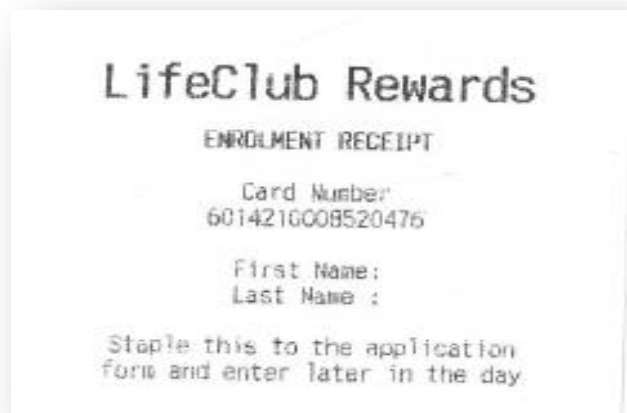 LifeClub Rewards
ENROLMENT RECEIPT
Card Number
6014210008520476
First Name:
Last Name :
Staple this to the application
form and enter later in the day